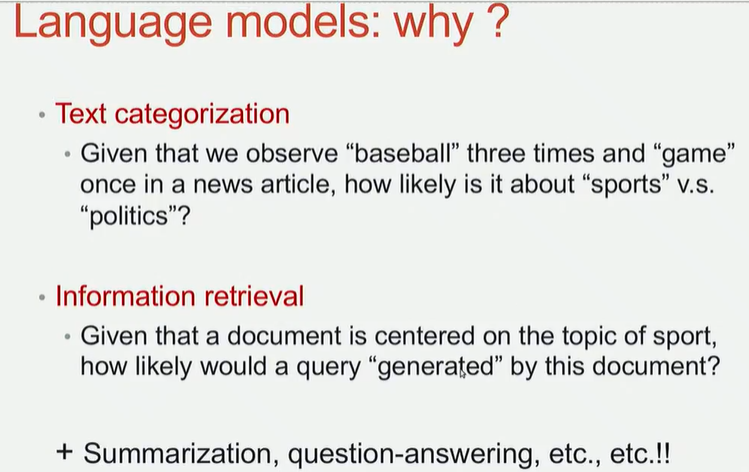 Language models: why ?
• Text categorization
• Given that we observe “baseball” three times and “game”
once in a news article, how likely is it about “sports” v.s.
“politics”?
• Information retrieval
• Given that a document is centered on the topic of sport,
how likely would a query “generated” by this document?
+ Summarization, question-answering, etc., etc.!!